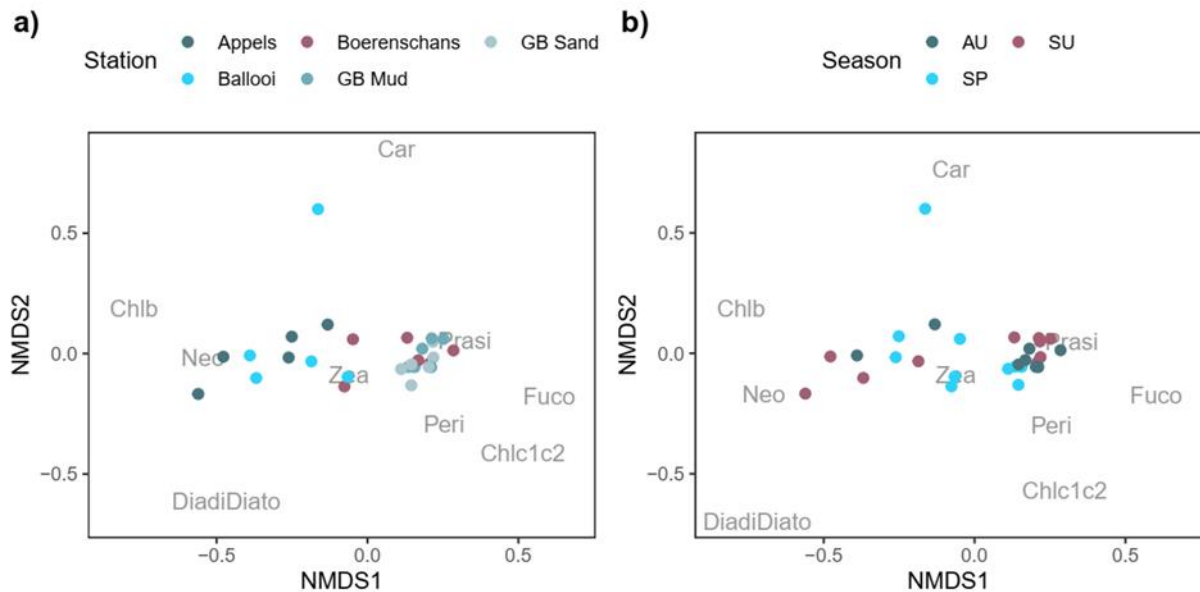 a)
Station
Appels
Boerenschans
GB Sand
Ballooi
GB Mud
Car
0.5
Chlb
NMDS2
0.0
Neo
Prasi
Zea
Fuco
Peri
Chlc1c2
−0.5
DiadiDiato
−0.5
0.0
0.5
NMDS1
b)
Season
AU
SU
SP
Car
0.5
Chlb
NMDS2
0.0
Prasi
Zea
Neo
Fuco
Peri
Chlc1c2
−0.5
DiadiDiato
−0.5
0.0
0.5
NMDS1